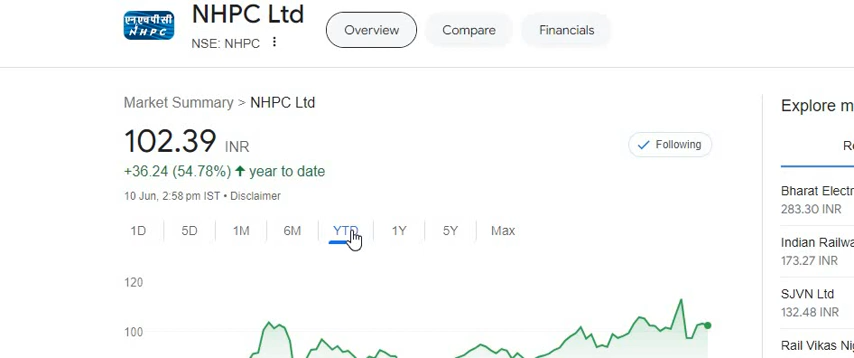 एनएचपीसी
NHPC
NHPC Ltd
NSE: NHPC
Overview
Compare
Financials
Market Summary > NHPC Ltd
102.39 INR
Following
+36.24 (54.78%) ↑ year to date
10 Jun, 2:58 pm IST • Disclaimer
1D 5D 1M 6M YTD 1Y 5Y Max
120
100
Explore m
Bharat Electr
283.30 INR
Indian Railwa
173.27 INR
SJVN Ltd
132.48 INR
Rail Vikas Nig